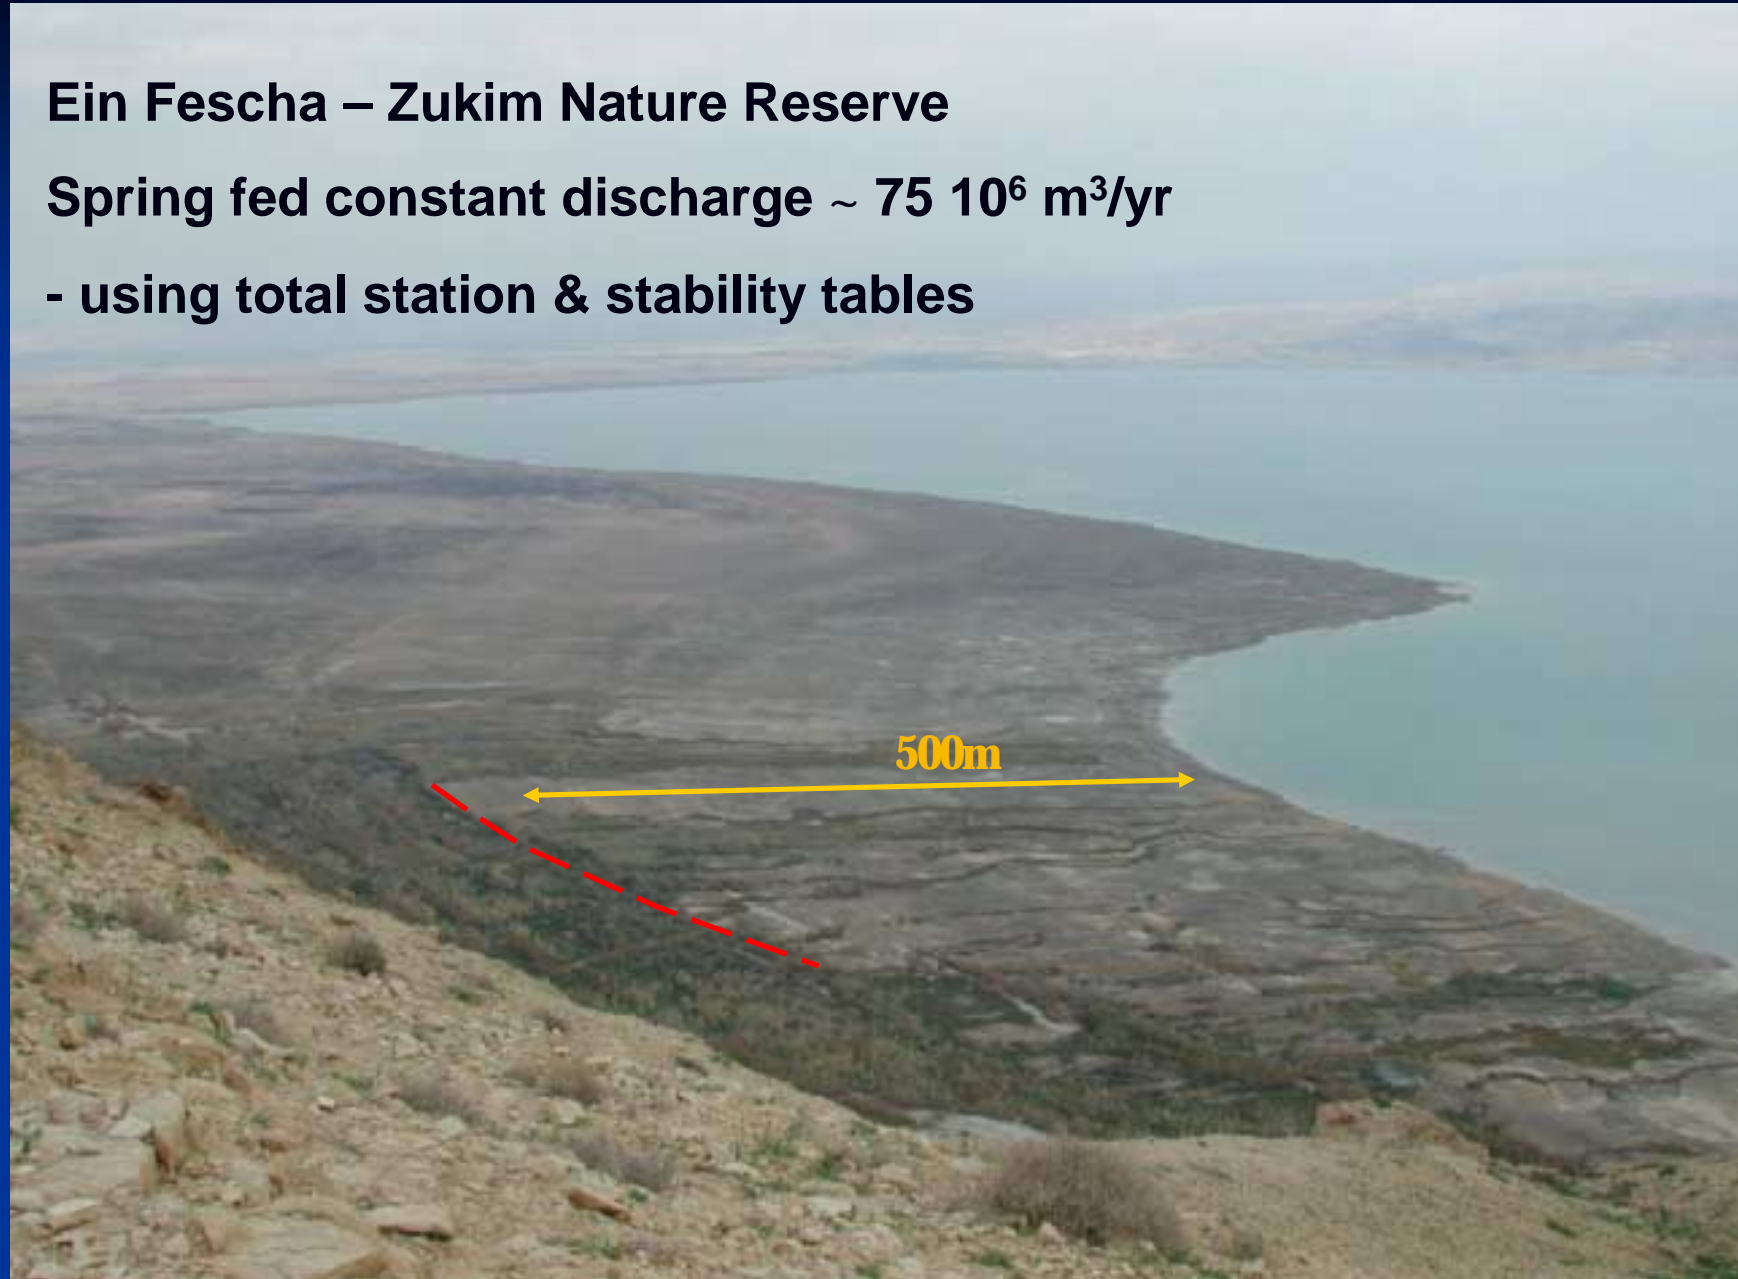 Ein Fescha – Zukim Nature Reserve
Spring fed constant discharge ~ 75 10⁶ m³/yr
- using total station & stability tables
500m